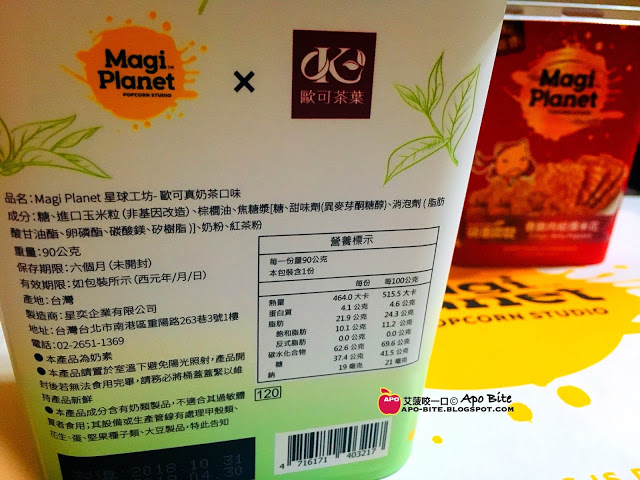 Magi
Planet
POPCORN STUDIO
×
歐可茶葉
品名：Magi Planet 星球工坊- 歐可真奶茶口味
成分：糖、進口玉米粒（非基因改造）、棕櫚油、焦糖漿[糖、甜味劑(異麥芽酮糖醇)、消泡劑（脂肪
酸甘油酯、卵磷酯、碳酸鎂、矽樹脂）]、奶粉、紅茶粉
重量：90公克
保存期限：六個月（未開封）
有效期限：如包裝所示（西元年/月/日）
產地：台灣
製造商：星奕企業有限公司
地址：台灣台北市南港區重陽路263巷3號1樓
電話：02-2651-1369
● 本產品為奶素
● 本產品請置於室溫下避免陽光照射，產品開
封後若無法食用完畢，請務必將桶蓋蓋緊以維
持產品新鮮
● 本產品成分含有奶類製品，不適合其過敏體
質者食用；其設備或生產管線有處理甲殼類、
花生、蛋、堅果種子類、大豆製品，特此告知
營養標示
每一份量90公克
本包裝含1份
每份 每100公克
熱量 464.0 大卡 515.5 大卡
蛋白質 4.1 公克 4.6 公克
脂肪 21.9 公克 24.3 公克
飽和脂肪 10.1 公克 11.2 公克
反式脂肪 0.0 公克 0.0 公克
碳水化合物 62.6 公克 69.6 公克
糖 37.4 公克 41.5 公克
鈉 19 毫克 21 毫克
120
2018 10 31
04.30
4 716171 403217
Magi
Planet
Magi
Planet
POPCORN STUDIO
APO
艾菠咬一口 © Apo Bite
APO-BITE.BLOGSPOT.COM